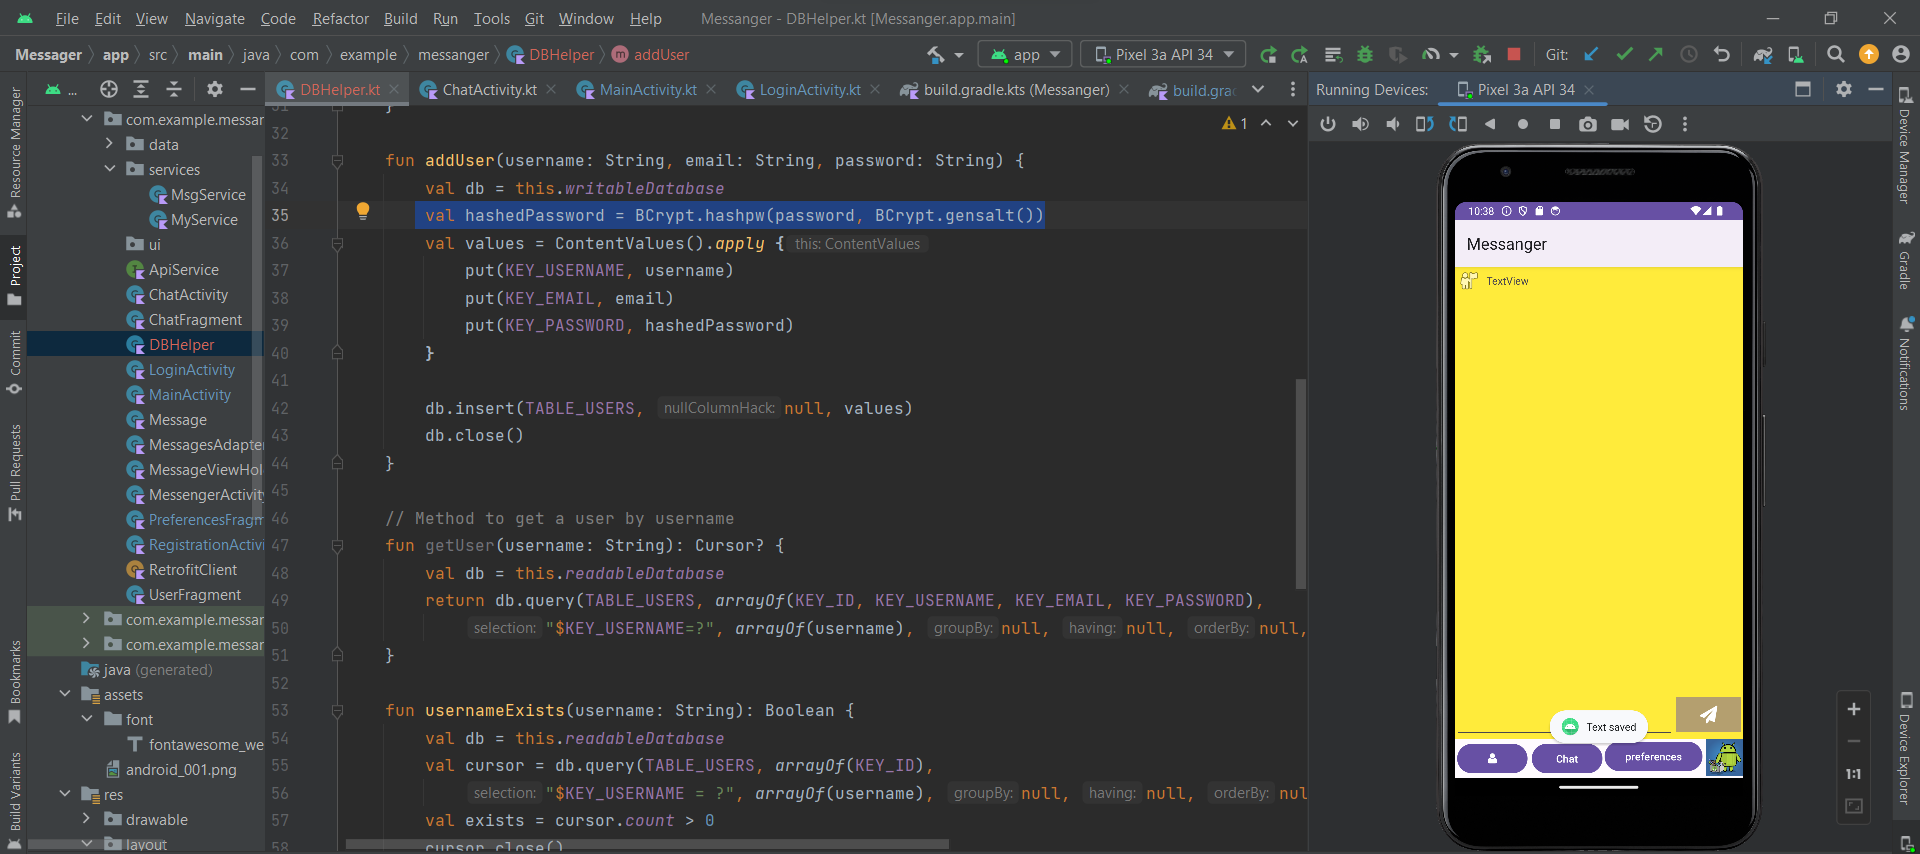 File Edit View Navigate Code Refactor Build Run Tools Git Window Help Messanger - DBHelper.kt [Messanger.app.main]
Messager app src main java com example messanger DBHelper addUser app Pixel 3a API 34 Git:
... DBHelper.kt ChatActivity.kt MainActivity.kt LoginActivity.kt build.gradle.kts (Messanger) build.gra Running Devices: Pixel 3a API 34
Resource Manager
Project
Commit
Pull Requests
Bookmarks
Build Variants
com.example.messar
data
services
MsgService
MyService
ui
ApiService
ChatActivity
ChatFragment
DBHelper
LoginActivity
MainActivity
Message
MessagesAdapte
MessageViewHol
MessengerActivity
PreferencesFragm
RegistrationActivi
RetrofitClient
UserFragment
com.example.messar
com.example.messar
java (generated)
assets
font
fontawesome_we
android_001.png
res
drawable
layout
1
31 }
32
33 fun addUser(username: String, email: String, password: String) {
34 val db = this.writableDatabase
35 val hashedPassword = BCrypt.hashpw(password, BCrypt.gensalt())
36 val values = ContentValues().apply { this: ContentValues
37 put(KEY_USERNAME, username)
38 put(KEY_EMAIL, email)
39 put(KEY_PASSWORD, hashedPassword)
40 }
41
42 db.insert(TABLE_USERS, nullColumnHack: null, values)
43 db.close()
44 }
45
46 // Method to get a user by username
47 fun getUser(username: String): Cursor? {
48 val db = this.readableDatabase
49 return db.query(TABLE_USERS, arrayOf(KEY_ID, KEY_USERNAME, KEY_EMAIL, KEY_PASSWORD),
50 selection: "$KEY_USERNAME=?", arrayOf(username), groupBy: null, having: null, orderBy: null,
51 }
52
53 fun usernameExists(username: String): Boolean {
54 val db = this.readableDatabase
55 val cursor = db.query(TABLE_USERS, arrayOf(KEY_ID),
56 selection: "$KEY_USERNAME = ?", arrayOf(username), groupBy: null, having: null, orderBy: nul
57 val exists = cursor.count > 0
58 cursor.close()
10:38
Messanger
TextView
Text saved
Chat preferences
1:1
Device Manager
Gradle
Notifications
Device Explorer